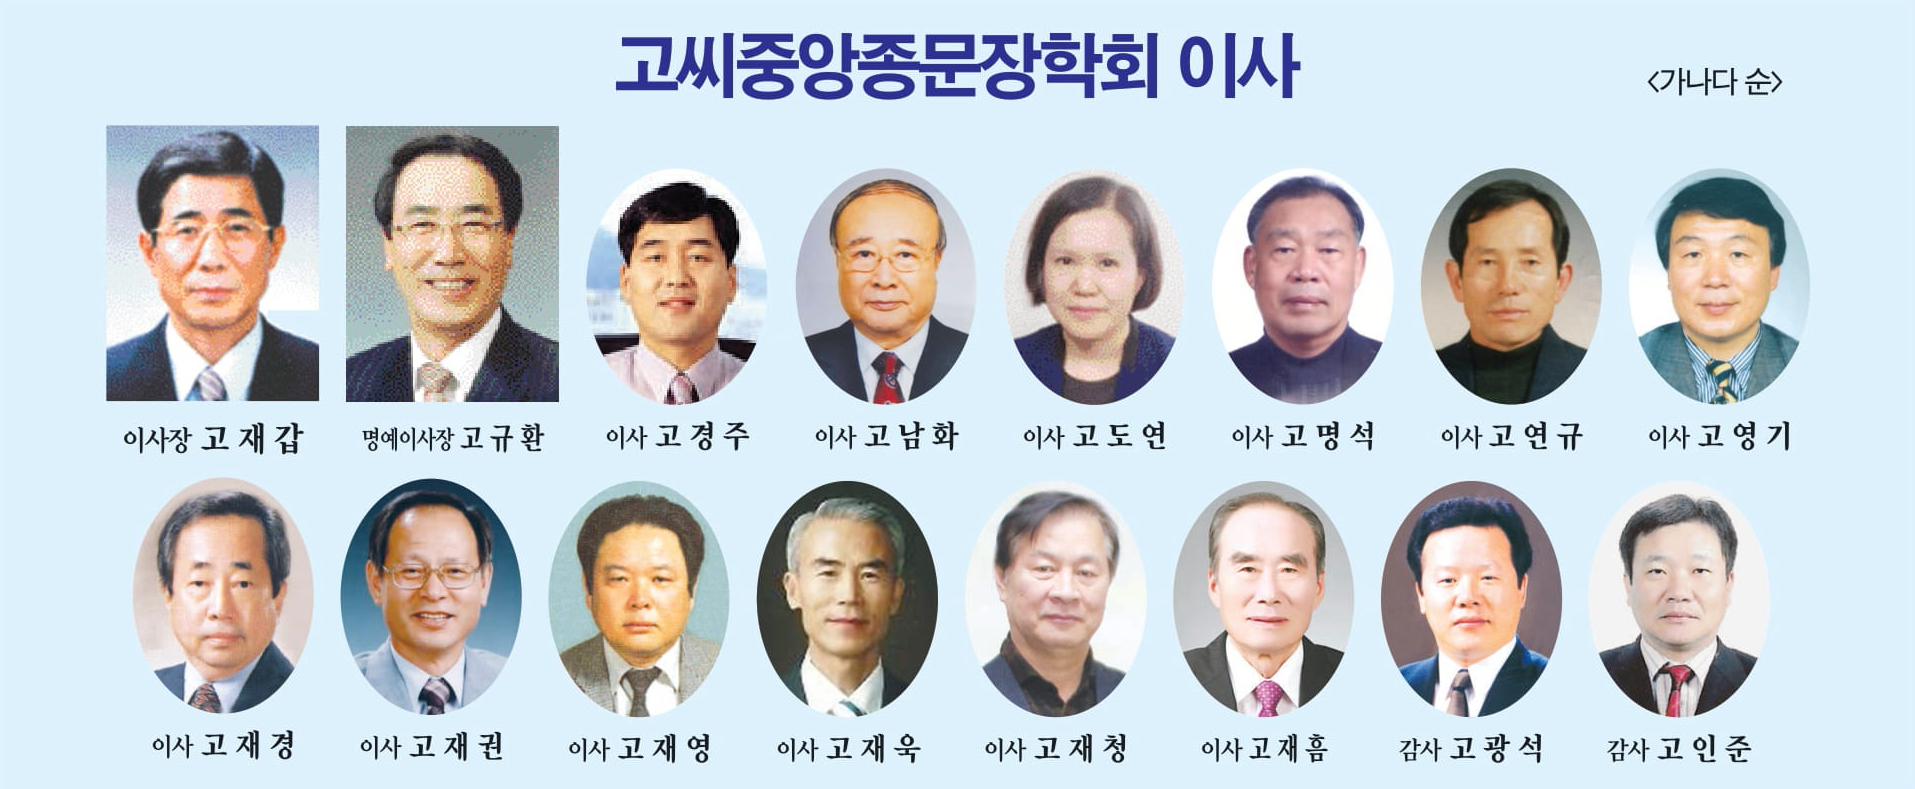 고씨중앙종문장학회 이사
<가나다 순>
이사장 고재갑
명예이사장 고규환
이사 고경주
이사 고남화
이사 고도연
이사 고명석
이사 고연규
이사 고영기
이사 고재경
이사 고재권
이사 고재영
이사 고재욱
이사 고재청
이사 고재흠
감사 고광석
감사 고인준